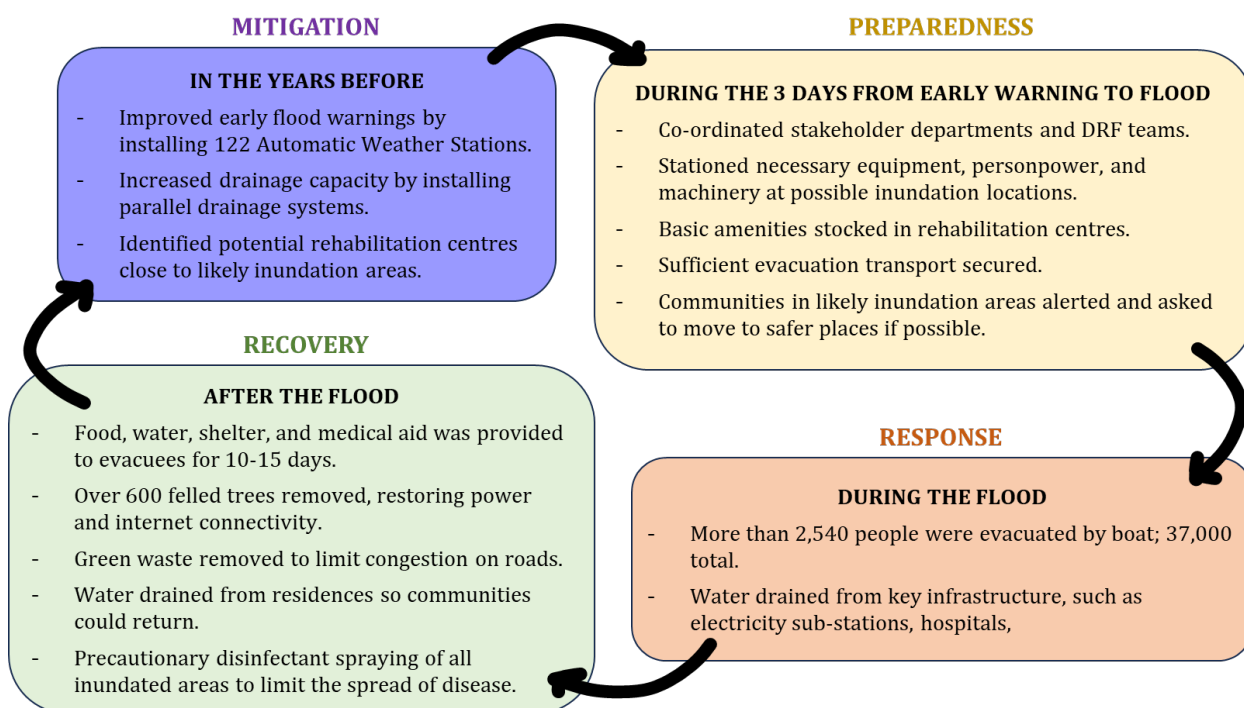 MITIGATION
IN THE YEARS BEFORE
- Improved early flood warnings by
installing 122 Automatic Weather Stations.
- Increased drainage capacity by installing
parallel drainage systems.
- Identified potential rehabilitation centres
close to likely inundation areas.
PREPAREDNESS
DURING THE 3 DAYS FROM EARLY WARNING TO FLOOD
- Co-ordinated stakeholder departments and DRF teams.
- Stationed necessary equipment, personpower, and
machinery at possible inundation locations.
- Basic amenities stocked in rehabilitation centres.
- Sufficient evacuation transport secured.
- Communities in likely inundation areas alerted and asked
to move to safer places if possible.
RESPONSE
DURING THE FLOOD
- More than 2,540 people were evacuated by boat; 37,000
total.
- Water drained from key infrastructure, such as
electricity sub-stations, hospitals,
RECOVERY
AFTER THE FLOOD
- Food, water, shelter, and medical aid was provided
to evacuees for 10-15 days.
- Over 600 felled trees removed, restoring power
and internet connectivity.
- Green waste removed to limit congestion on roads.
- Water drained from residences so communities
could return.
- Precautionary disinfectant spraying of all
inundated areas to limit the spread of disease.